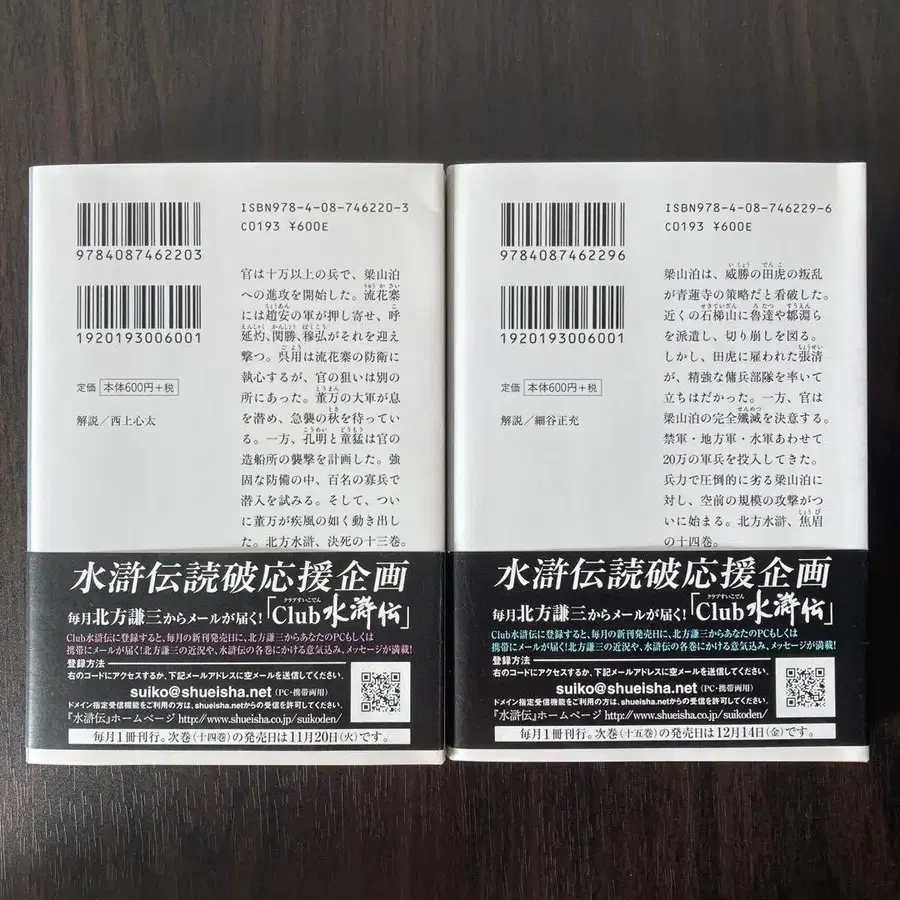 ISBN978-4-08-746220-3
C0193 ¥600E
9784087462203
1920193006001
定価 本体600円+税
解説/西上心太
官は十万以上の兵で、梁山泊
への進攻を開始した。流花寨
には趙安の軍が押し寄せ、呼
延灼、関勝、穆弘がそれを迎え
撃つ。呉用は流花寨の防衛に
執心するが、官の狙いは別の
所にあった。董万の大軍が息
を潜め、急襲の秋を待ってい
る。一方、孔明と童猛は官の
造船所の襲撃を計画した。強
固な防備の中、百名の寡兵で
潜入を試みる。そして、つい
に董万が疾風の如く動き出し
た。北方水滸、決死の十三巻。
水滸伝読破応援企画
毎月北方謙三からメールが届く!「Club水滸伝」
Club水滸伝に登録すると、毎月の新刊発売日に、北方謙三からあなたのPCもしくは
携帯にメールが届く!北方謙三の近況や、水滸伝の各巻にかける意気込み、メッセージが満載!
登録方法
右のコードにアクセスするか、下記メールアドレスに空メールを送信してください。
suiko@shueisha.net(PC・携帯両用)
ドメイン指定受信機能をご利用の方は、shueisha.netからの受信を許可してください。
『水滸伝』ホームページ http://www.shueisha.co.jp/suikoden/
毎月1冊刊行。次巻(十四巻)の発売日は11月20日(火)です。
ISBN978-4-08-746229-6
C0193 ¥600E
9784087462296
1920193006001
定価 本体600円+税
解説/細谷正充
梁山泊は、威勝の田虎の叛乱
が青蓮寺の策略だと看破した。
近くの石梯山に魯達や鄒淵ら
を派遣し、切り崩しを図る。
しかし、田虎に雇われた張清
が、精強な傭兵部隊を率いて
立ちはだかった。一方、官は
梁山泊の完全殲滅を決意する。
禁軍・地方軍・水軍あわせて
20万の軍兵を投入してきた。
兵力で圧倒的に劣る梁山泊に
対し、空前の規模の攻撃がつ
いに始まる。北方水滸、焦眉
の十四巻。
水滸伝読破応援企画
毎月北方謙三からメールが届く!「Club水滸伝」
Club水滸伝に登録すると、毎月の新刊発売日に、北方謙三からあなたのPCもしくは
携帯にメールが届く!北方謙三の近況や、水滸伝の各巻にかける意気込み、メッセージが満載!
登録方法
右のコードにアクセスするか、下記メールアドレスに空メールを送信してください。
suiko@shueisha.net(PC・携帯両用)
ドメイン指定受信機能をご利用の方は、shueisha.netからの受信を許可してください。
『水滸伝』ホームページ http://www.shueisha.co.jp/suikoden/
毎月1冊刊行。次巻(十五巻)の発売日は12月14日(金)です。